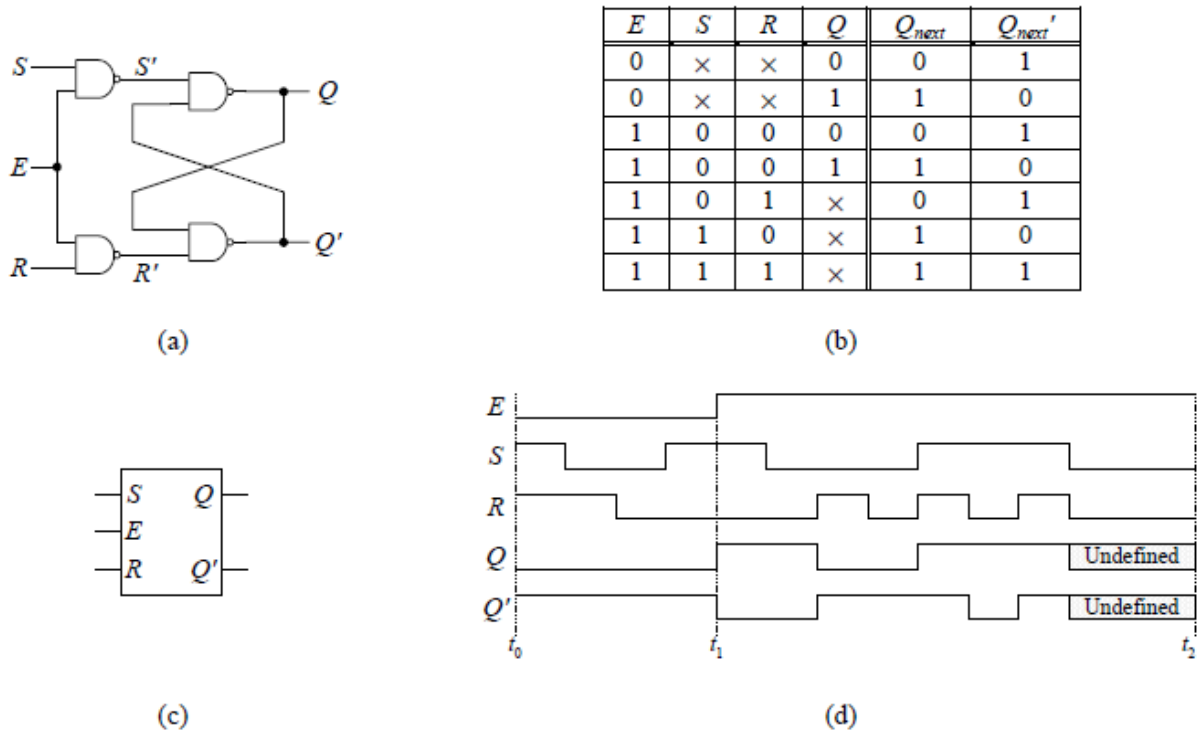 S S' Q
E
R R' Q'
(a)
E S R Q Q_next Q_next'
0 × × 0 0 1
0 × × 1 1 0
1 0 0 0 0 1
1 0 0 1 1 0
1 0 1 × 0 1
1 1 0 × 1 0
1 1 1 × 1 1
(b)
S Q
E
R Q'
(c)
E
S
R
Q Undefined
Q' Undefined
t0 t1 t2
(d)